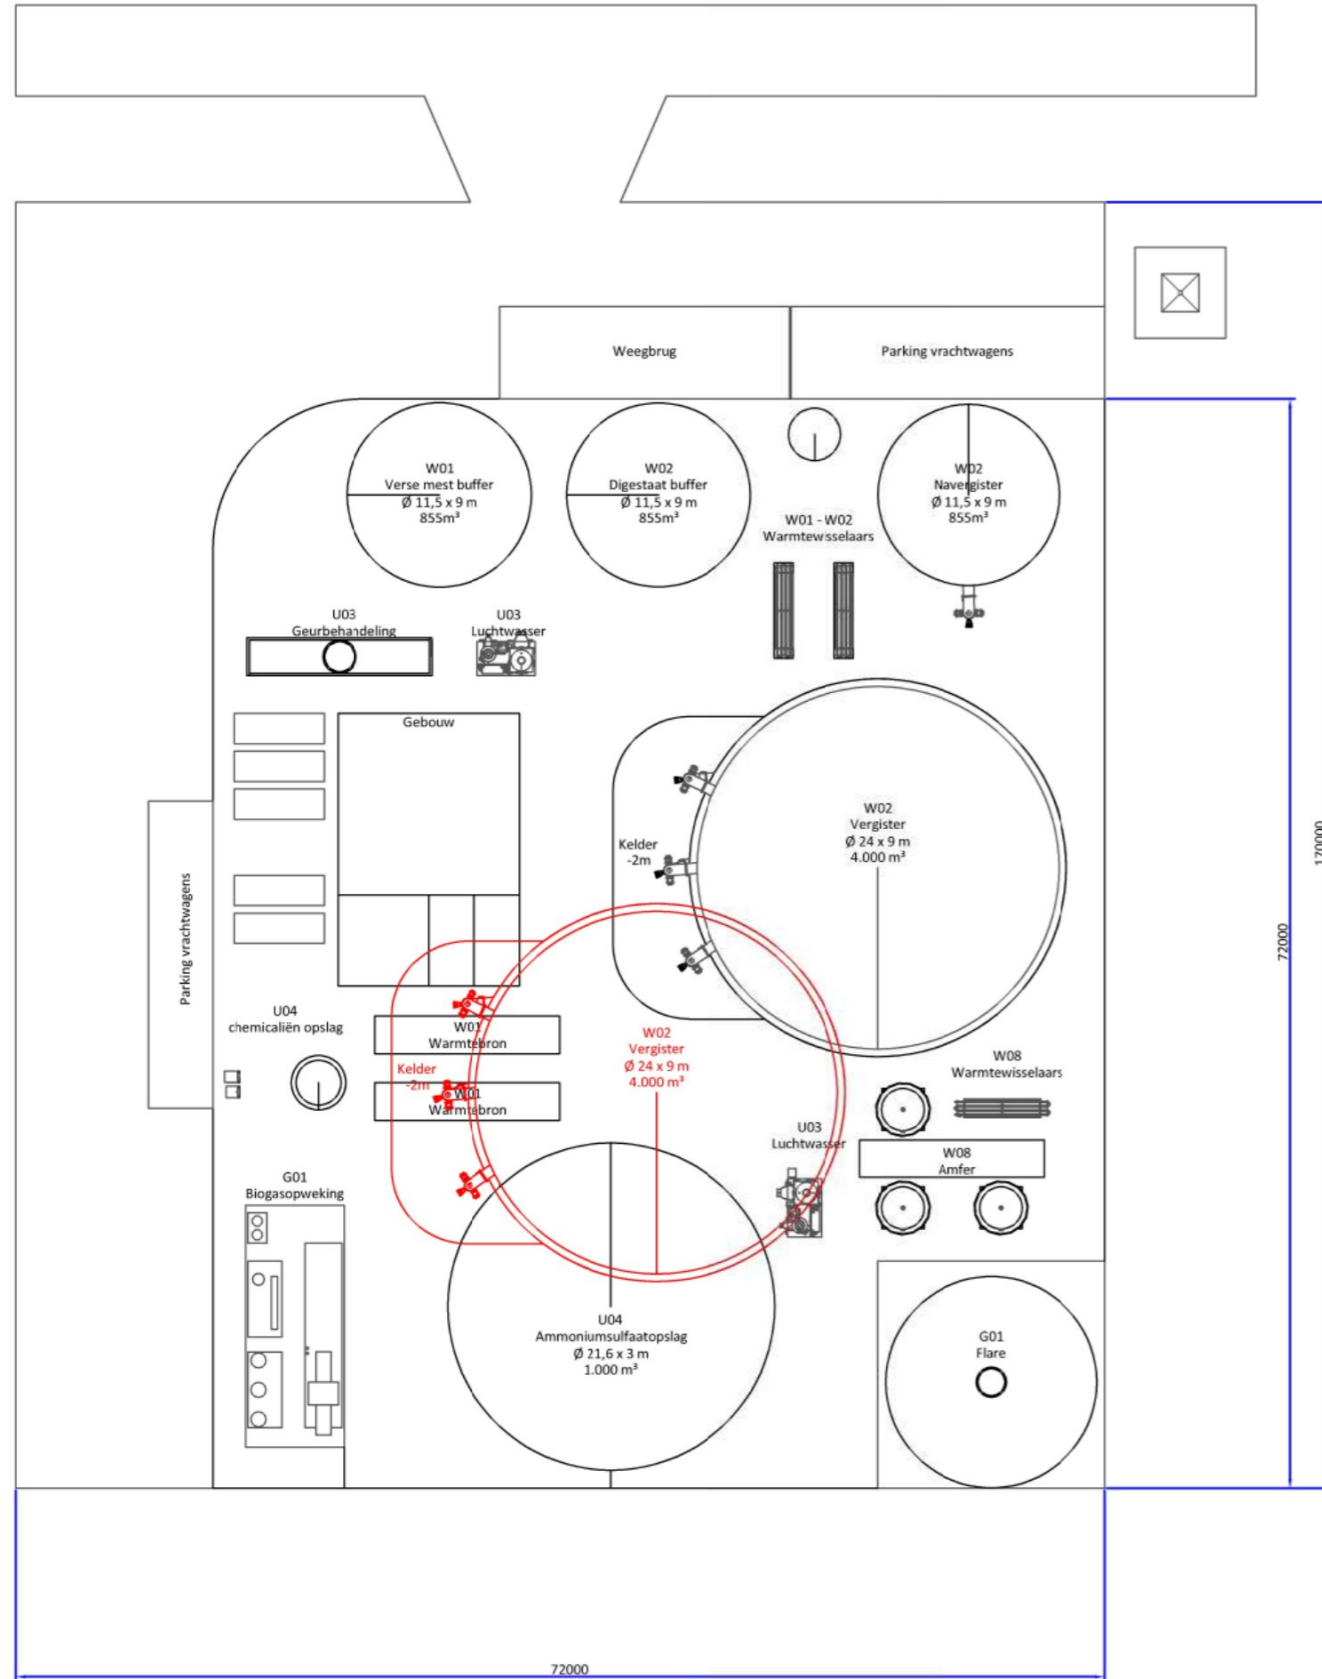 Weegbrug
Parking vrachtwagens
W01
Verse mest buffer
Ø 11,5 x 9 m
855m³
W02
Digestaat buffer
Ø 11,5 x 9 m
855m³
W02
Navergister
Ø 11,5 x 9 m
855m³
W01 - W02
Warmtewisselaars
U03
Geurbehandeling
U03
Luchtwasser
Gebouw
Kelder
-2m
W02
Vergister
Ø 24 x 9 m
4.000 m³
170000
72000
Parking vrachtwagens
U04
chemicaliën opslag
W01
Warmtebron
Kelder
-2m
W01
Warmtebron
W02
Vergister
Ø 24 x 9 m
4.000 m³
W08
Warmtewisselaars
U03
Luchtwasser
W08
Amfer
G01
Biogasopweking
U04
Ammoniumsulfaatopslag
Ø 21,6 x 3 m
1.000 m³
G01
Flare
72000